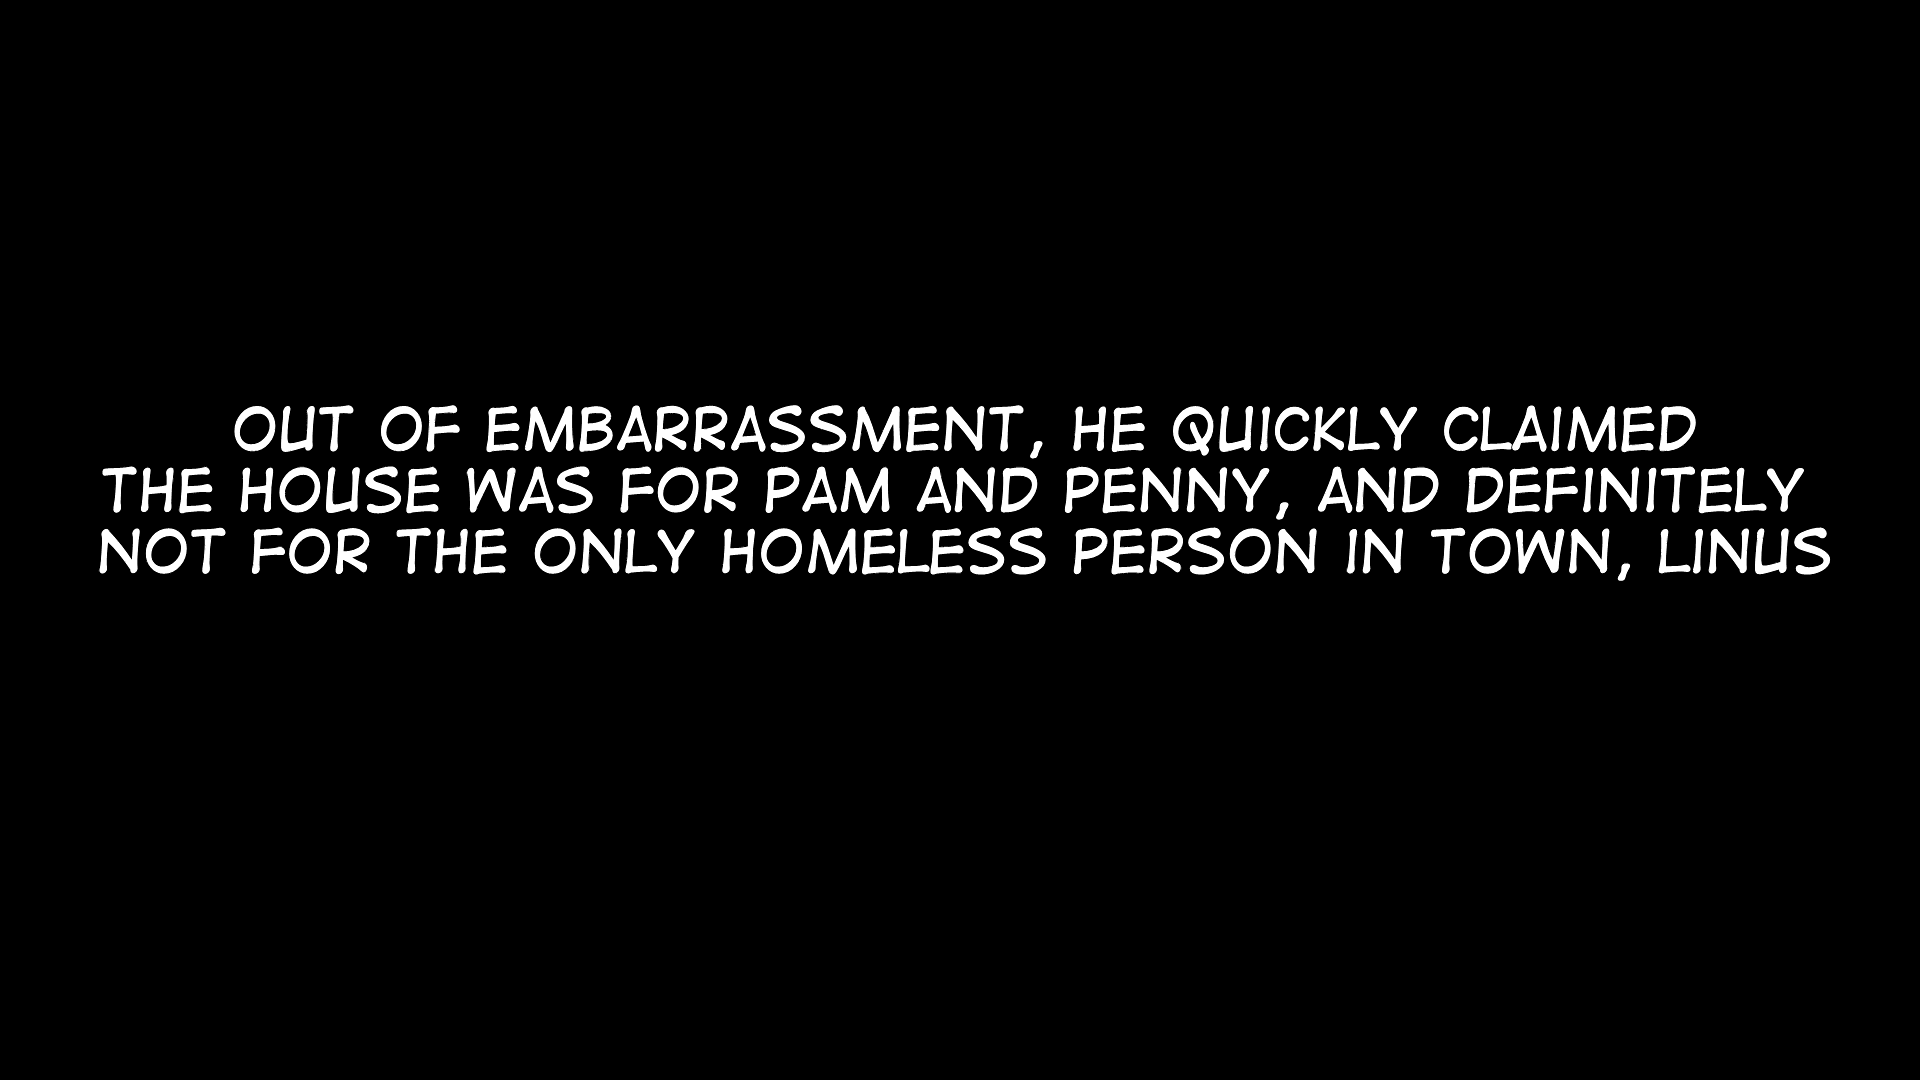 OUT OF EMBARRASSMENT, HE QUICKLY CLAIMED
THE HOUSE WAS FOR PAM AND PENNY, AND DEFINITELY
NOT FOR THE ONLY HOMELESS PERSON IN TOWN, LINUS